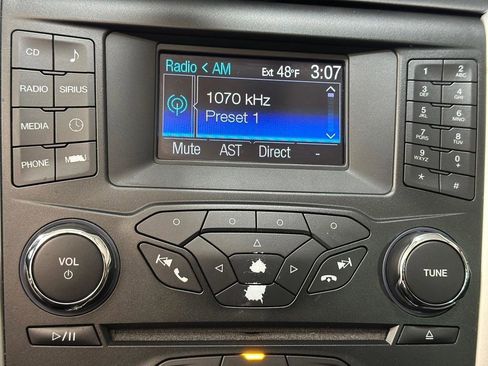 CD
RADIO SIRIUS
MEDIA
PHONE MENU
Radio < AM Ext 48°F 3:07
1070 kHz
Preset 1
Mute AST Direct -
1 2 ABC
3 DEF 4 GHI
5 JKL 6 MNO
7 PQRS 8 TUV
9 WXYZ 0 +
* #
VOL
TUNE